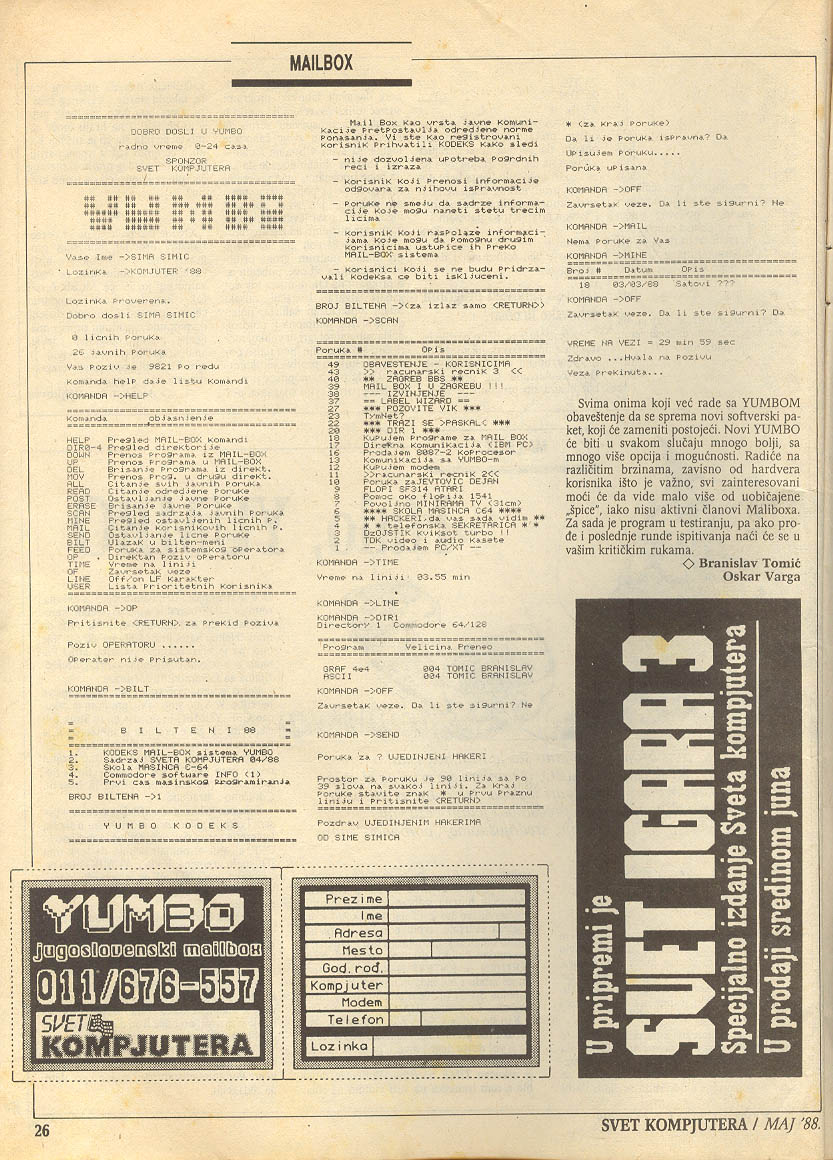 MAILBOX
DOBRO DOSLI U YUMBO
radno vreme 0-24 casa
SPONZOR
SVET KOMPJUTERA
Vase Ime ->SIMA SIMIC
Lozinka ->KOMJUTER '88
Lozinka Proverena.
Dobro dosli SIMA SIMIC
0 licnih Poruka
26 javnih Poruka
Vas Poziv je 9821 Po redu
Komanda help daje listu Komandi
KOMANDA ->HELP
Komanda objasnjenje
HELP Pregled MAIL-BOX Komandi
DIR0-4 Pregled direktorije
DOWN Prenos Programa iz MAIL-BOX
UP Prenos Programa u MAIL-BOX
DEL Brisanje Programa iz direkt.
MOV Prenos Prog. u drugu direkt.
ALL Citanje svih javnih Poruka
READ Citanje odredjene Poruke
POST Ostavljanje Javne Poruke
ERASE Brisanje Javne Poruke
SCAN Pregled sadrzaja javnih Poruka
MINE Pregled ostavljenih licnih P.
MAIL Citanje Korisnikovih licnih P.
SEND Ostavljanje licne Poruke
BILT Ulazak u bilten-meni
FEED Poruka za sistemskog operatora
OP Direktan Poziv operatoru
TIME Vreme na liniji
OF Zavrsetak veze
LINE Off/on LF Karakter
USER Lista Prioritetnih Korisnika
KOMANDA ->OP
Pritisnite <RETURN> za Prekid Poziva
Poziv OPERATORU ......
Operater nije Prisutan.
KOMANDA ->BILT
B I L T E N I 88
1. KODEKS MAIL-BOX sistema YUMBO
2. Sadrzaj SVETA KOMPJUTERA 04/88
3. Skola MASINCA C-64
4. Commodore software INFO (1)
5. Prvi cas masinskog Programiranja
BROJ BILTENA ->1
Y U M B O K O D E K S
Mail Box Kao vrsta javne Komuni-
kacije PretPostavlja odredjene norme
Ponasanja. Vi ste Kao registrovani
Korisnik Prihvatili KODEKS Kako sledi
- nije dozvoljena uPotreba Pogrdnih
reci i izraza
- Korisnik Koji Prenosi informacije
odgovara za njihovu isPravnost
- Poruke ne smeju da sadrze informa-
cije Koje mogu naneti stetu trecim
licima
- Korisnik Koji rasPolaze informaci-
jama Koje mogu da Pomognu drugim
Korisnicima ustuPice ih Preko
MAIL-BOX sistema
- Korisnici Koji se ne budu Pridrza-
vali Kodeksa ce biti iskljuceni.
BROJ BILTENA ->(za izlaz samo <RETURN>)
KOMANDA ->SCAN
Poruka # Opis
49 OBAVESTENJE - KORISNICIMA
43 >> racunarski recnik 3 <<
40 ** ZAGREB BBS **
39 MAIL BOX I U ZAGREBU !!!
38 --- IZVINJENJE ---
37 == LABEL WIZARD ==
27 *** POZOVITE VIK ***
23 TymNet?
22 *** TRAZI SE >PASKAL< ***
20 *** DIR 1 ***
18 Kupujem Programe za MAIL BOX
17 Direkna Komunikacija (IBM PC)
16 Prodajem 8087-2 Koprocesor
13 Komunikacija sa YUMBO-m
12 Kupujem modem
11 >>racunarski recnik 2<<
10 Poruka zaJEVTOVIC DEJAN
9 FLOPI SF314 ATARI
8 Pomoc oko flopija 1541
7 Povoljno MINIRAMA TV (31cm)
6 **** SKOLA MASINCA C64 ****
5 ** HACKERI,da vas sada vidim **
4 * * telefonska SEKRETARICA * *
3 DZOJSTIK kviksot turbo !!
2 TDK video i audio Kasete
1 -- Prodajem PC/XT --
KOMANDA ->TIME
Vreme na liniji: 03.55 min
KOMANDA ->LINE
KOMANDA ->DIR1
Directory 1 Commodore 64/128
Program Velicina Preneo
GRAF 4e4 004 TOMIC BRANISLAV
ASCII 004 TOMIC BRANISLAV
KOMANDA ->OFF
Zavrsetak veze. Da li ste sigurni? Ne
KOMANDA ->SEND
Poruka za ? UJEDINJENI HAKERI
Prostor za Poruku je 90 linija sa Po
39 slova na svakoj liniji. Za Kraj
Poruke stavite znak * u Prvu Praznu
liniju i Pritisnite <RETURN>
Pozdrav UJEDINJENIM HAKERIMA
OD SIME SIMICA
* (za Kraj Poruke)
Da li je Poruka isPravna? Da
UPisujem Poruku.....
Poruka uPisana
KOMANDA ->OFF
Zavrsetak veze. Da li ste sigurni? Ne
KOMANDA ->MAIL
Nema Poruke za Vas
KOMANDA ->MINE
Broj # Datum Opis
18 03/03/88 Satovi ???
KOMANDA ->OFF
Zavrsetak veze. Da li ste sigurni? Da
VREME NA VEZI = 29 min 59 sec
Zdravo ...Hvala na Pozivu
Veza Prekinuta...
Svima onima koji već rade sa YUMBOM
obaveštenje da se sprema novi softverski pa-
ket, koji će zameniti postojeći. Novi YUMBO
će biti u svakom slučaju mnogo bolji, sa
mnogo više opcija i mogućnosti. Radiće na
različitim brzinama, zavisno od hardvera
korisnika išto je važno, svi zainteresovani
moći će da vide malo više od uobičajene
„špice", iako nisu aktivni članovi Maliboxa.
Za sada je program u testiranju, pa ako pro-
đe i poslednje runde ispitivanja naći će se u
vašim kritičkim rukama.
◇ Branislav Tomić
Oskar Varga
U pripremi je
SVET IGARA 3
Specijalno izdanje Sveta kompjutera
U prodaji sredinom juna
YUMBO
jugoslovenski mailbox
011/676-557
SVET
KOMPJUTERA
Prezime
Ime
Adresa
Mesto
God. rođ.
Kompjuter
Modem
Telefon
Lozinka
26
SVET KOMPJUTERA / MAJ '88.